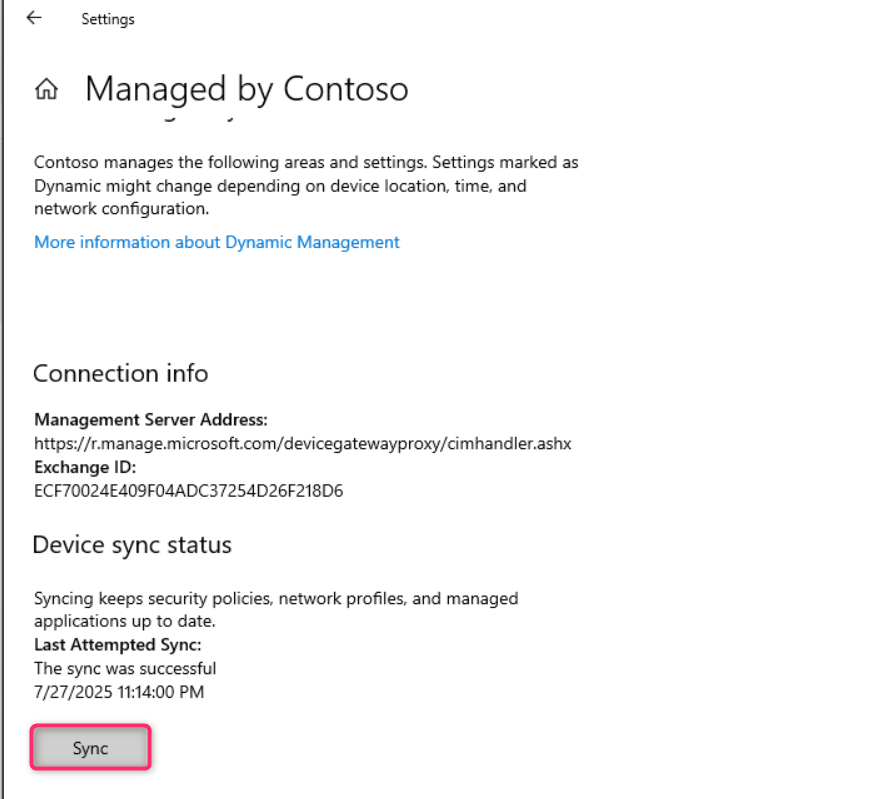 Settings
Managed by Contoso
Contoso manages the following areas and settings. Settings marked as
Dynamic might change depending on device location, time, and
network configuration.
More information about Dynamic Management
Connection info
Management Server Address:
https://r.manage.microsoft.com/devicegatewayproxy/cimhandler.ashx
Exchange ID:
ECF70024E409F04ADC37254D26F218D6
Device sync status
Syncing keeps security policies, network profiles, and managed
applications up to date.
Last Attempted Sync:
The sync was successful
7/27/2025 11:14:00 PM
Sync